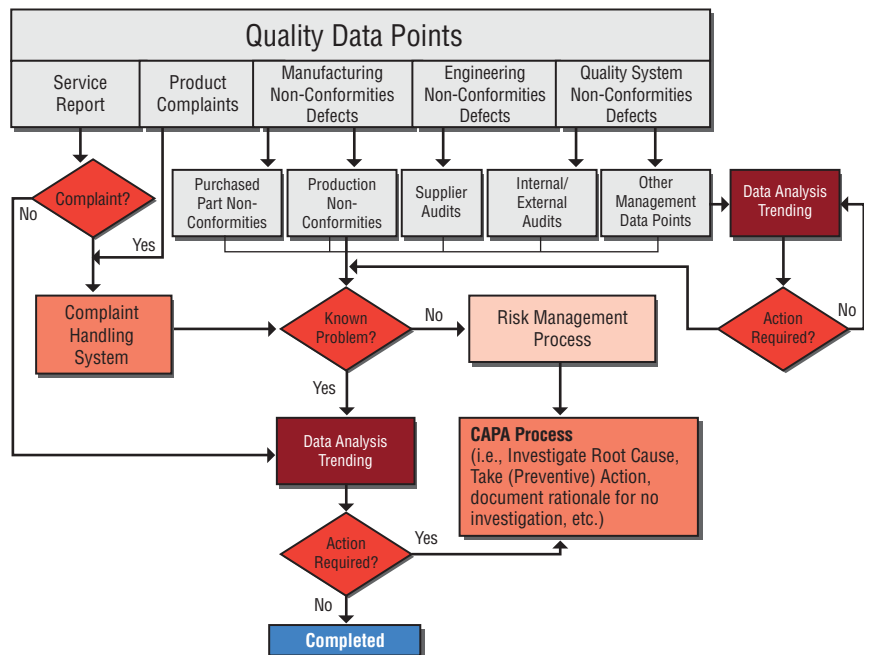 Quality Data Points
Service
Report
Product
Complaints
Manufacturing
Non-Conformities
Defects
Engineering
Non-Conformities
Defects
Quality System
Non-Conformities
Defects
Complaint?
No
Yes
Purchased
Part Non-
Conformities
Production
Non-
Conformities
Supplier
Audits
Internal/
External
Audits
Other
Management
Data Points
Data Analysis
Trending
Complaint
Handling
System
Known
Problem?
No
Yes
Risk Management
Process
Action
Required?
No
Data Analysis
Trending
CAPA Process
(i.e., Investigate Root Cause,
Take (Preventive) Action,
document rationale for no
investigation, etc.)
Action
Required?
Yes
No
Completed